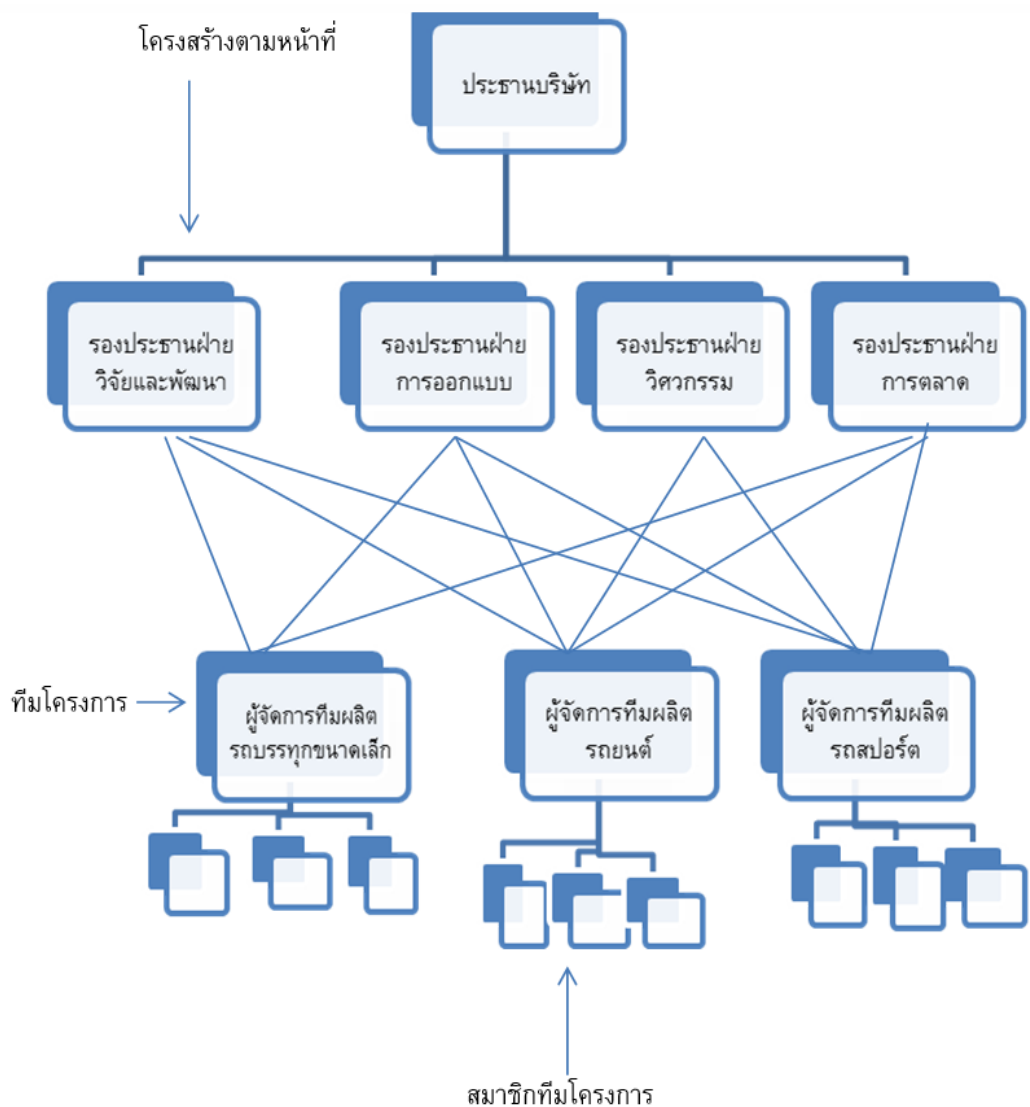 โครงสร้างตามหน้าที่
ประธานบริษัท
รองประธานฝ่าย
วิจัยและพัฒนา
รองประธานฝ่าย
การออกแบบ
รองประธานฝ่าย
วิศวกรรม
รองประธานฝ่าย
การตลาด
ทีมโครงการ
ผู้จัดการทีมผลิต
รถบรรทุกขนาดเล็ก
ผู้จัดการทีมผลิต
รถยนต์
ผู้จัดการทีมผลิต
รถสปอร์ต
สมาชิกทีมโครงการ